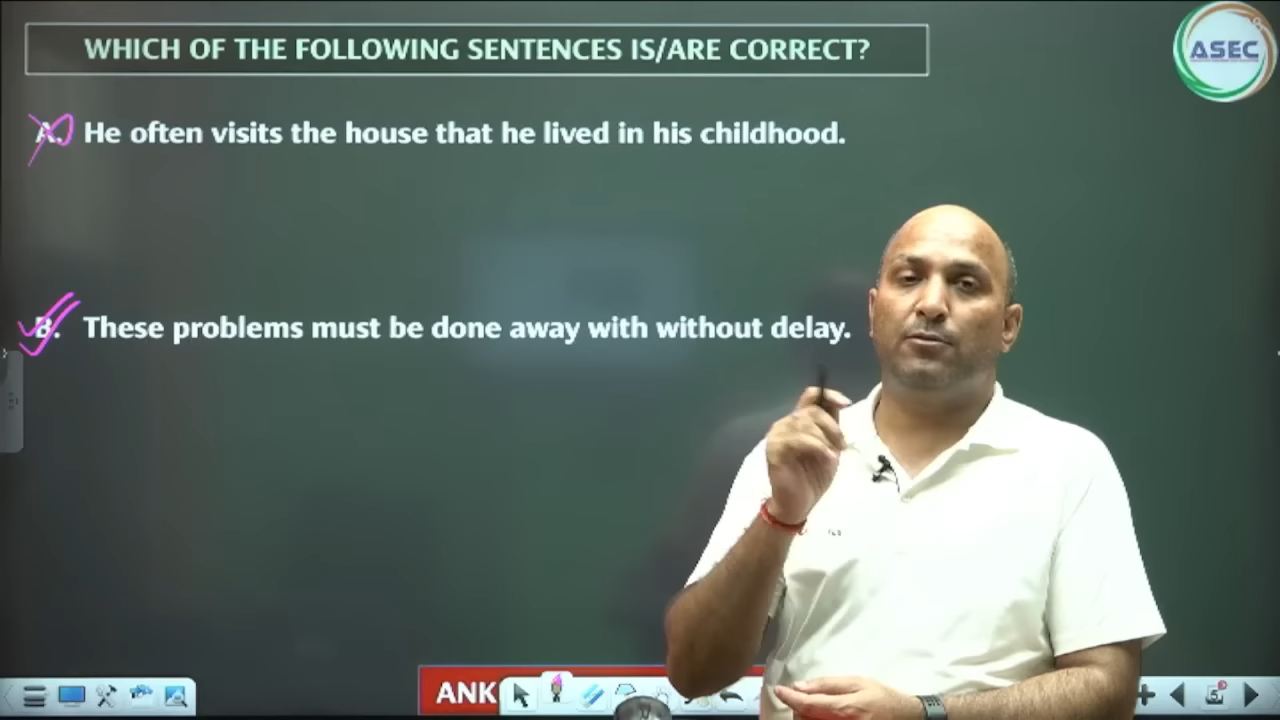 WHICH OF THE FOLLOWING SENTENCES IS/ARE CORRECT?
ASEC
A. He often visits the house that he lived in his childhood.
B. These problems must be done away with without delay.
ANK
5